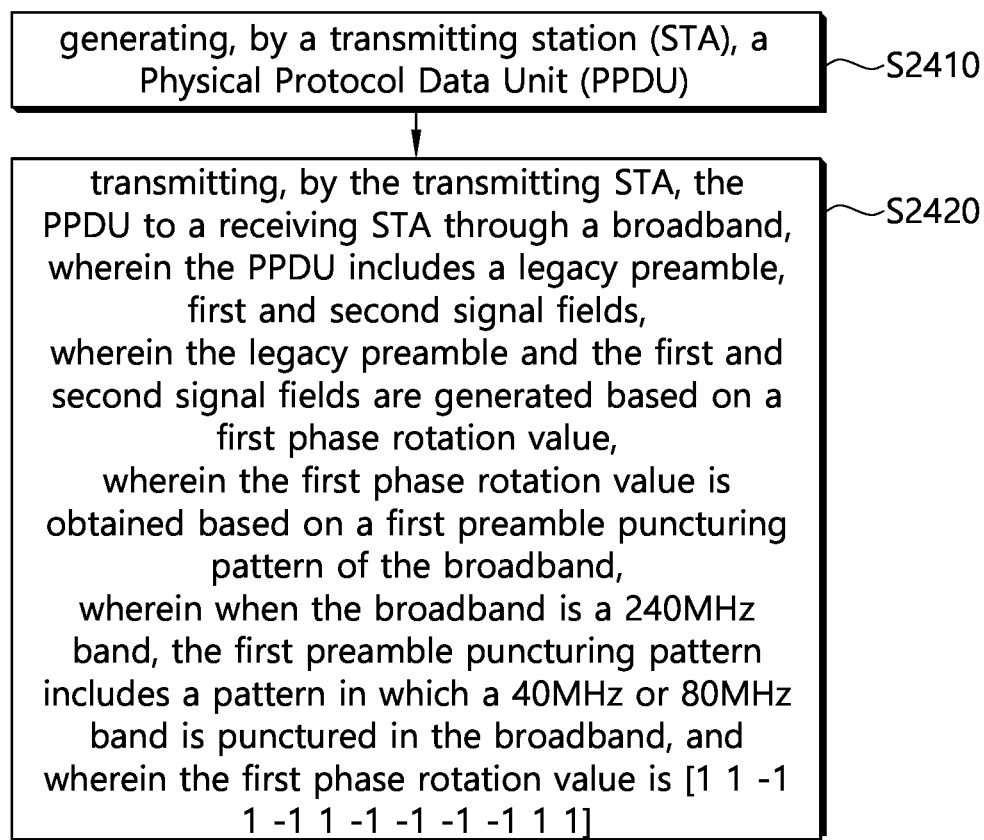 generating, by a transmitting station (STA), a
Physical Protocol Data Unit (PPDU)
S2410
transmitting, by the transmitting STA, the
PPDU to a receiving STA through a broadband,
wherein the PPDU includes a legacy preamble,
first and second signal fields,
wherein the legacy preamble and the first and
second signal fields are generated based on a
first phase rotation value,
wherein the first phase rotation value is
obtained based on a first preamble puncturing
pattern of the broadband,
wherein when the broadband is a 240MHz
band, the first preamble puncturing pattern
includes a pattern in which a 40MHz or 80MHz
band is punctured in the broadband, and
wherein the first phase rotation value is [1 1 -1
1 -1 1 -1 -1 -1 -1 1 1]
S2420